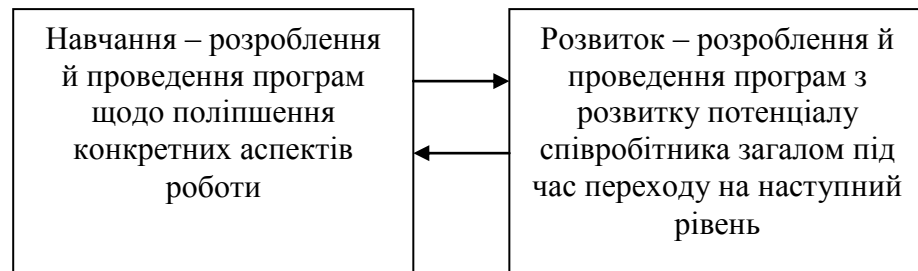 Навчання – розроблення
й проведення програм
щодо поліпшення
конкретних аспектів
роботи
Розвиток – розроблення й
проведення програм з
розвитку потенціалу
співробітника загалом під
час переходу на наступний
рівень